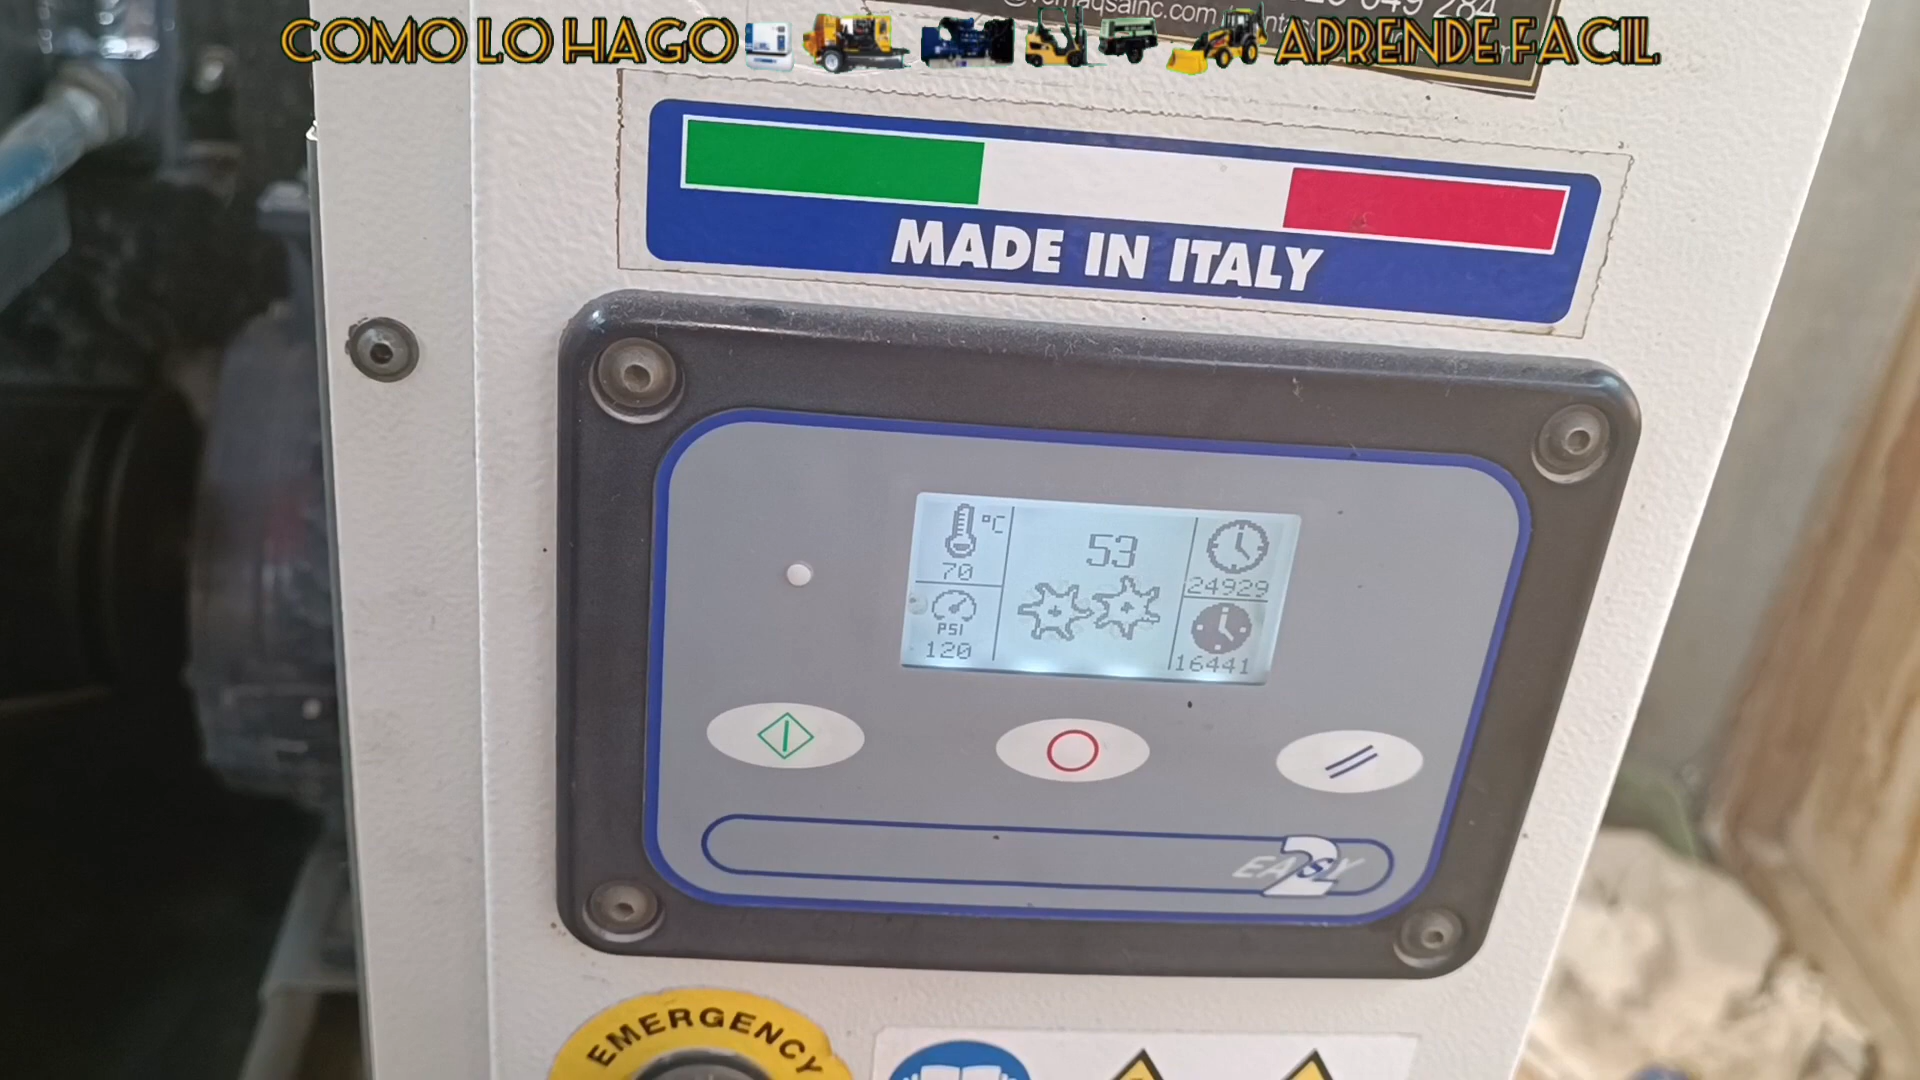 COMO LO HAGO APRENDE FACIL
MADE IN ITALY
°C
70
53
24929
PSI
120
16441
EASY
2
EMERGENCY